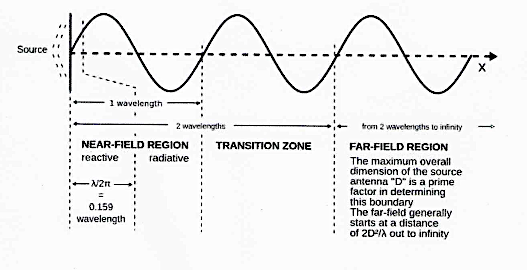 Source
X
1 wavelength
2 wavelengths
from 2 wavelengths to infinity
NEAR-FIELD REGION
reactive radiative
TRANSITION ZONE
FAR-FIELD REGION
The maximum overall
dimension of the source
antenna "D" is a prime
factor in determining
this boundary
The far-field generally
starts at a distance
of 2D²/λ out to infinity
λ/2π
=
0.159
wavelength